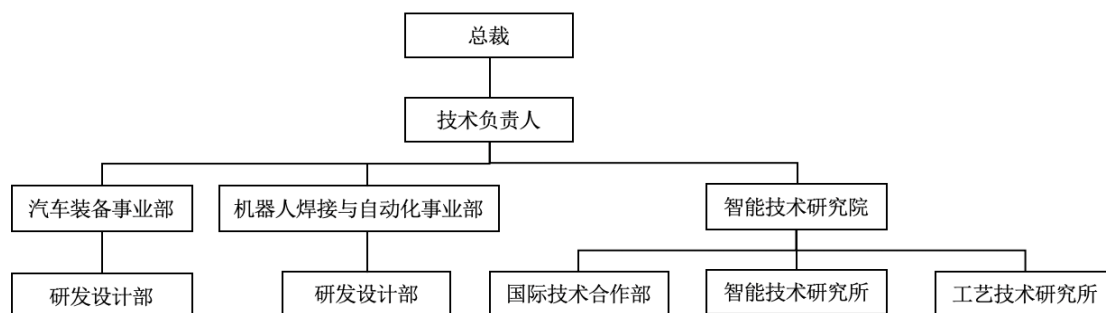 总裁
技术负责人
汽车装备事业部
机器人焊接与自动化事业部
智能技术研究院
研发设计部
研发设计部
国际技术合作部
智能技术研究所
工艺技术研究所